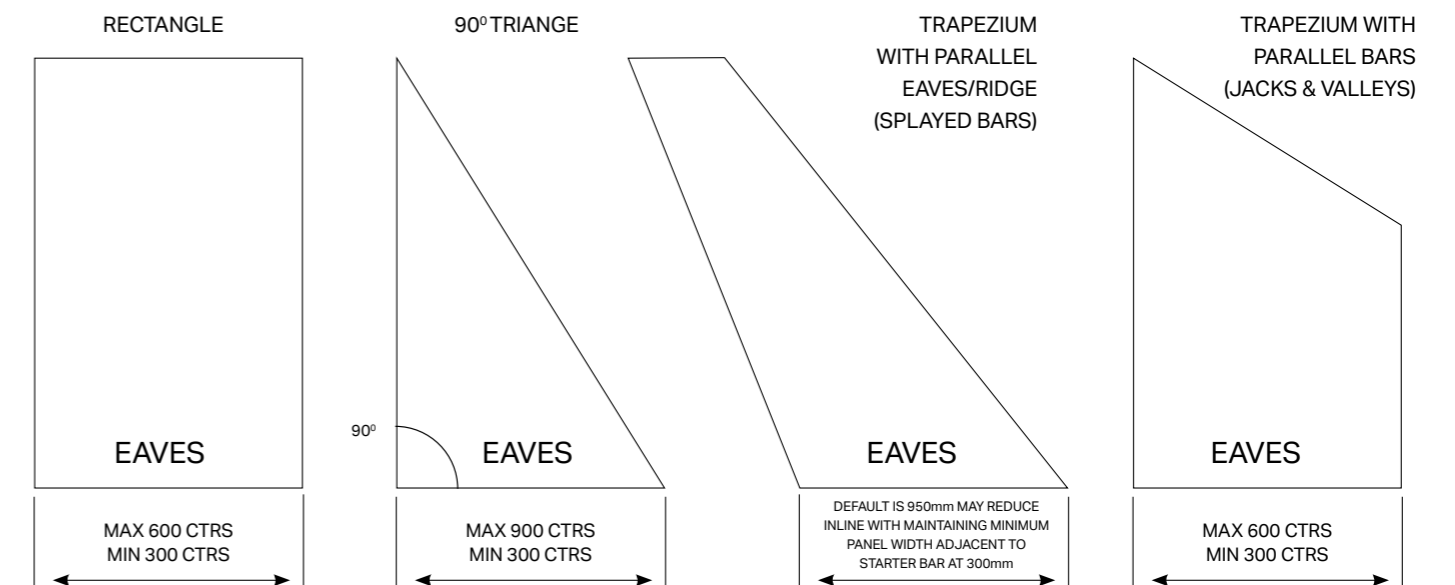 RECTANGLE
90⁰ TRIANGE
TRAPEZIUM
WITH PARALLEL
EAVES/RIDGE
(SPLAYED BARS)
TRAPEZIUM WITH
PARALLEL BARS
(JACKS & VALLEYS)
EAVES
90⁰
EAVES
EAVES
EAVES
MAX 600 CTRS
MIN 300 CTRS
MAX 900 CTRS
MIN 300 CTRS
DEFAULT IS 950mm MAY REDUCE
INLINE WITH MAINTAINING MINIMUM
PANEL WIDTH ADJACENT TO
STARTER BAR AT 300mm
MAX 600 CTRS
MIN 300 CTRS